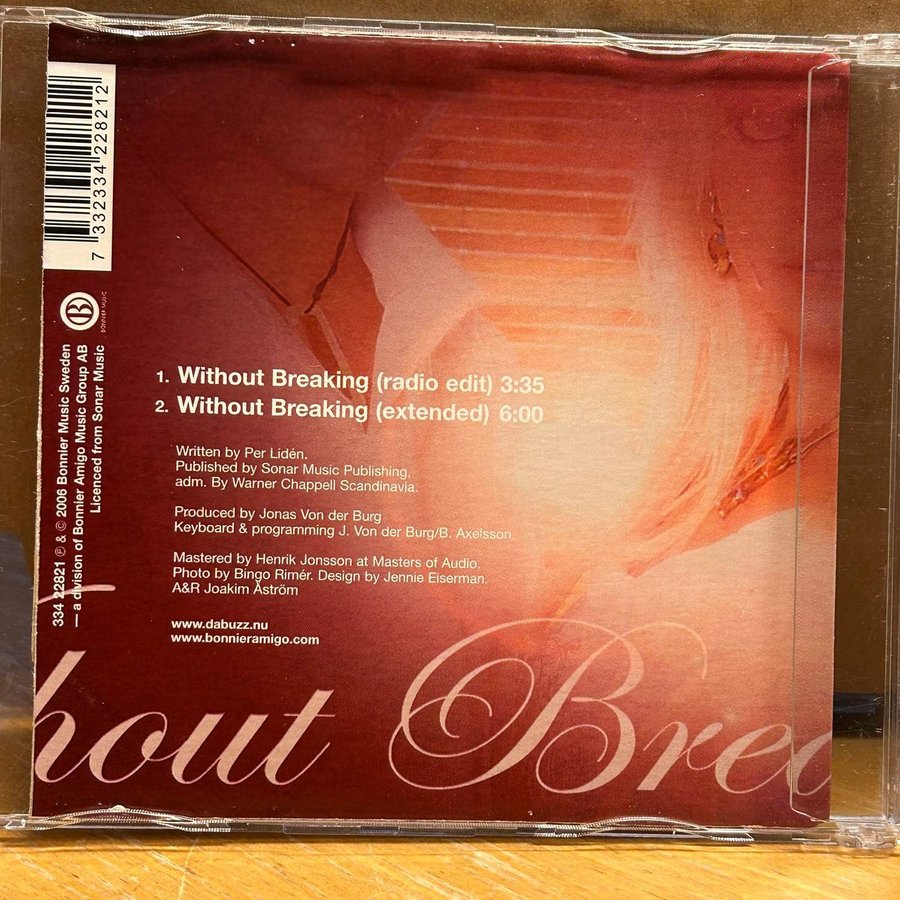 7 332334 228212
B
BONNIER MUSIC
334 22821 ℗ & © 2006 Bonnier Music Sweden
— a division of Bonnier Amigo Music Group AB
Licenced from Sonar Music
1. Without Breaking (radio edit) 3:35
2. Without Breaking (extended) 6:00
Written by Per Lidén.
Published by Sonar Music Publishing,
adm. By Warner Chappell Scandinavia.
Produced by Jonas Von der Burg
Keyboard & programming J. Von der Burg/B. Axelsson.
Mastered by Henrik Jonsson at Masters of Audio.
Photo by Bingo Rimér. Design by Jennie Eiserman.
A&R Joakim Åström
www.dabuzz.nu
www.bonnieramigo.com
hout Brea